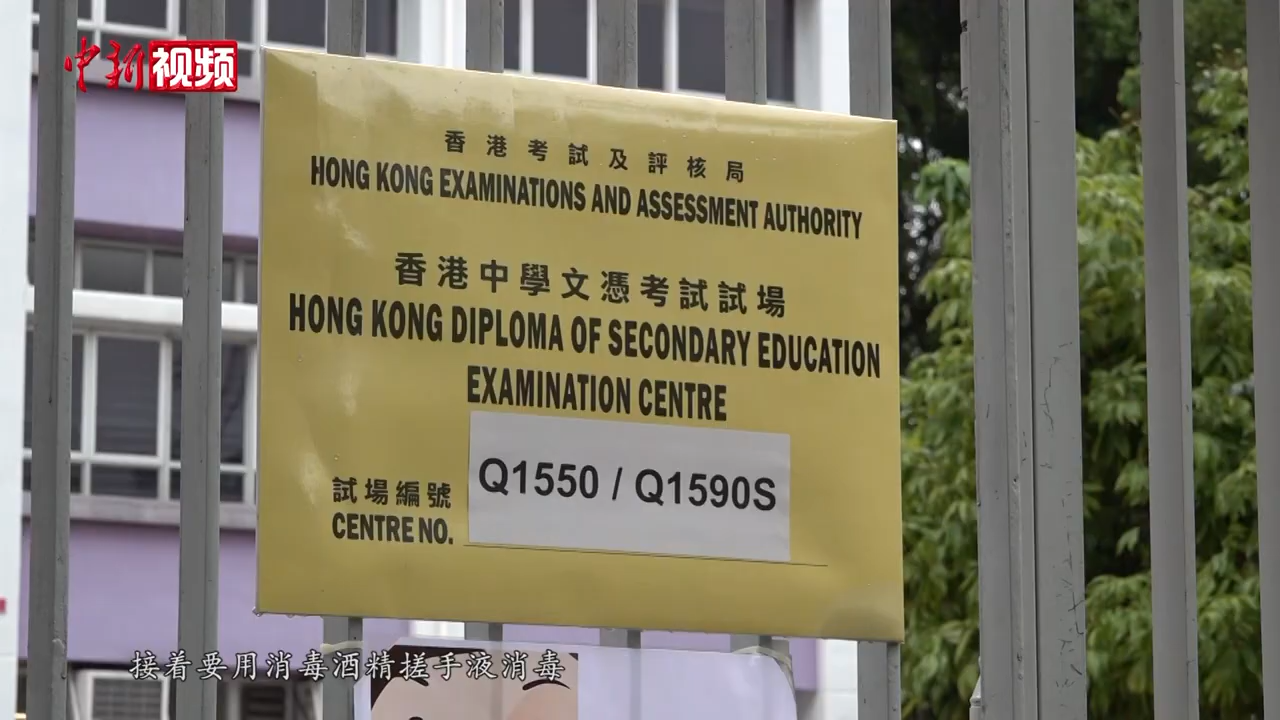 中新视频
香港考試及評核局
HONG KONG EXAMINATIONS AND ASSESSMENT AUTHORITY
香港中學文憑考試試場
HONG KONG DIPLOMA OF SECONDARY EDUCATION
EXAMINATION CENTRE
試場編號
CENTRE NO.
Q1550 / Q1590S
接着要用消毒酒精搓手液消毒